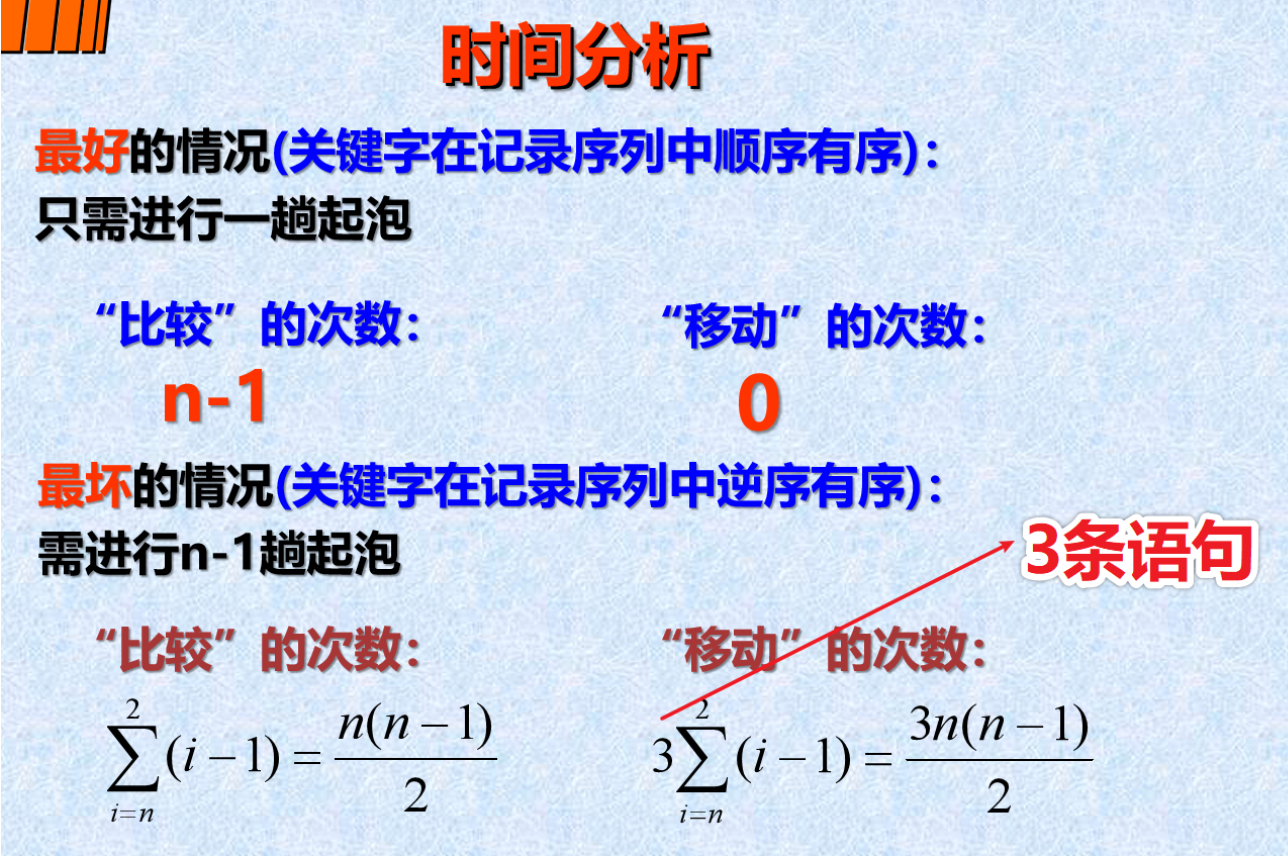 时间分析
最好的情况(关键字在记录序列中顺序有序)：
只需进行一趟起泡
“比较”的次数：
“移动”的次数：
n-1
0
最坏的情况(关键字在记录序列中逆序有序)：
需进行n-1趟起泡
3条语句
“比较”的次数：
“移动”的次数：
\sum_{i=n}^{2}(i-1)=\frac{n(n-1)}{2}
3\sum_{i=n}^{2}(i-1)=\frac{3n(n-1)}{2}